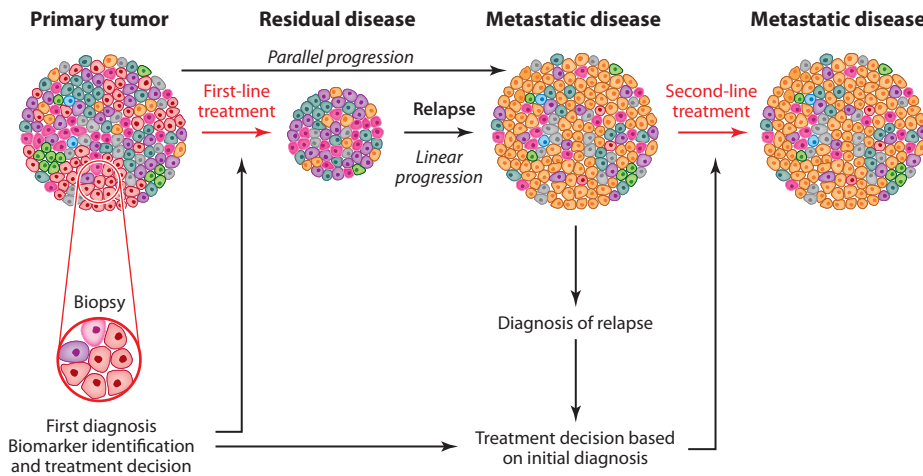 Primary tumor
Residual disease
Metastatic disease
Metastatic disease
Parallel progression
First-line
treatment
Relapse
Linear
progression
Second-line
treatment
Biopsy
Diagnosis of relapse
First diagnosis
Biomarker identification
and treatment decision
Treatment decision based
on initial diagnosis